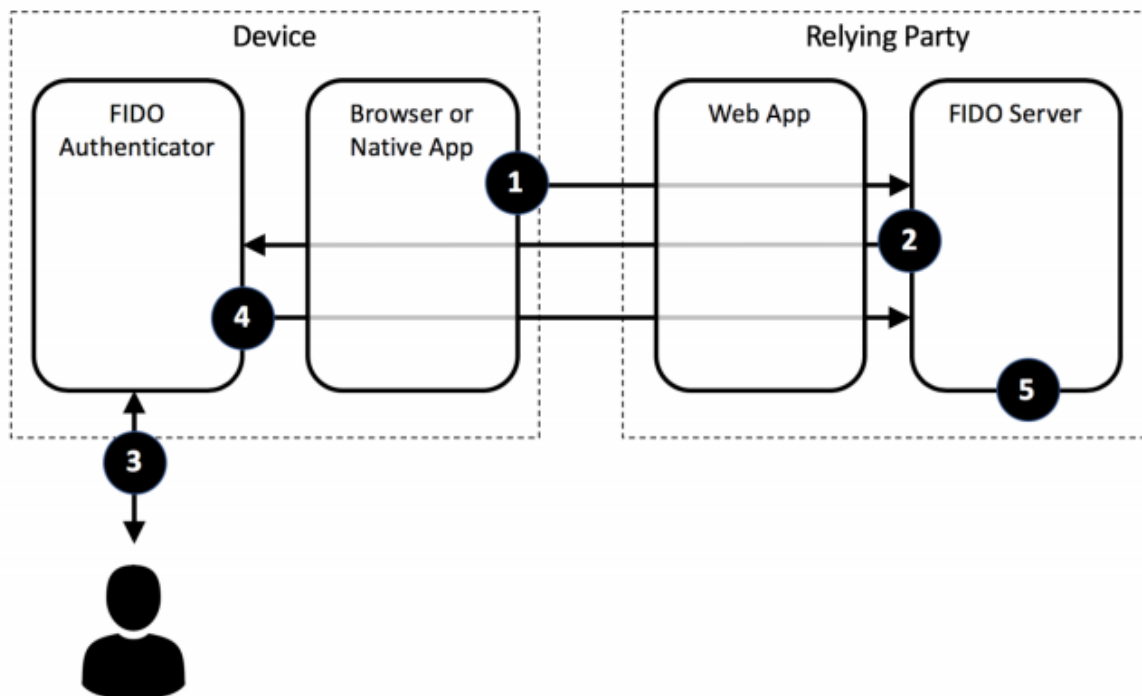 Device
Relying Party
FIDO
Authenticator
Browser or
Native App
Web App
FIDO Server
1
2
4
5
3